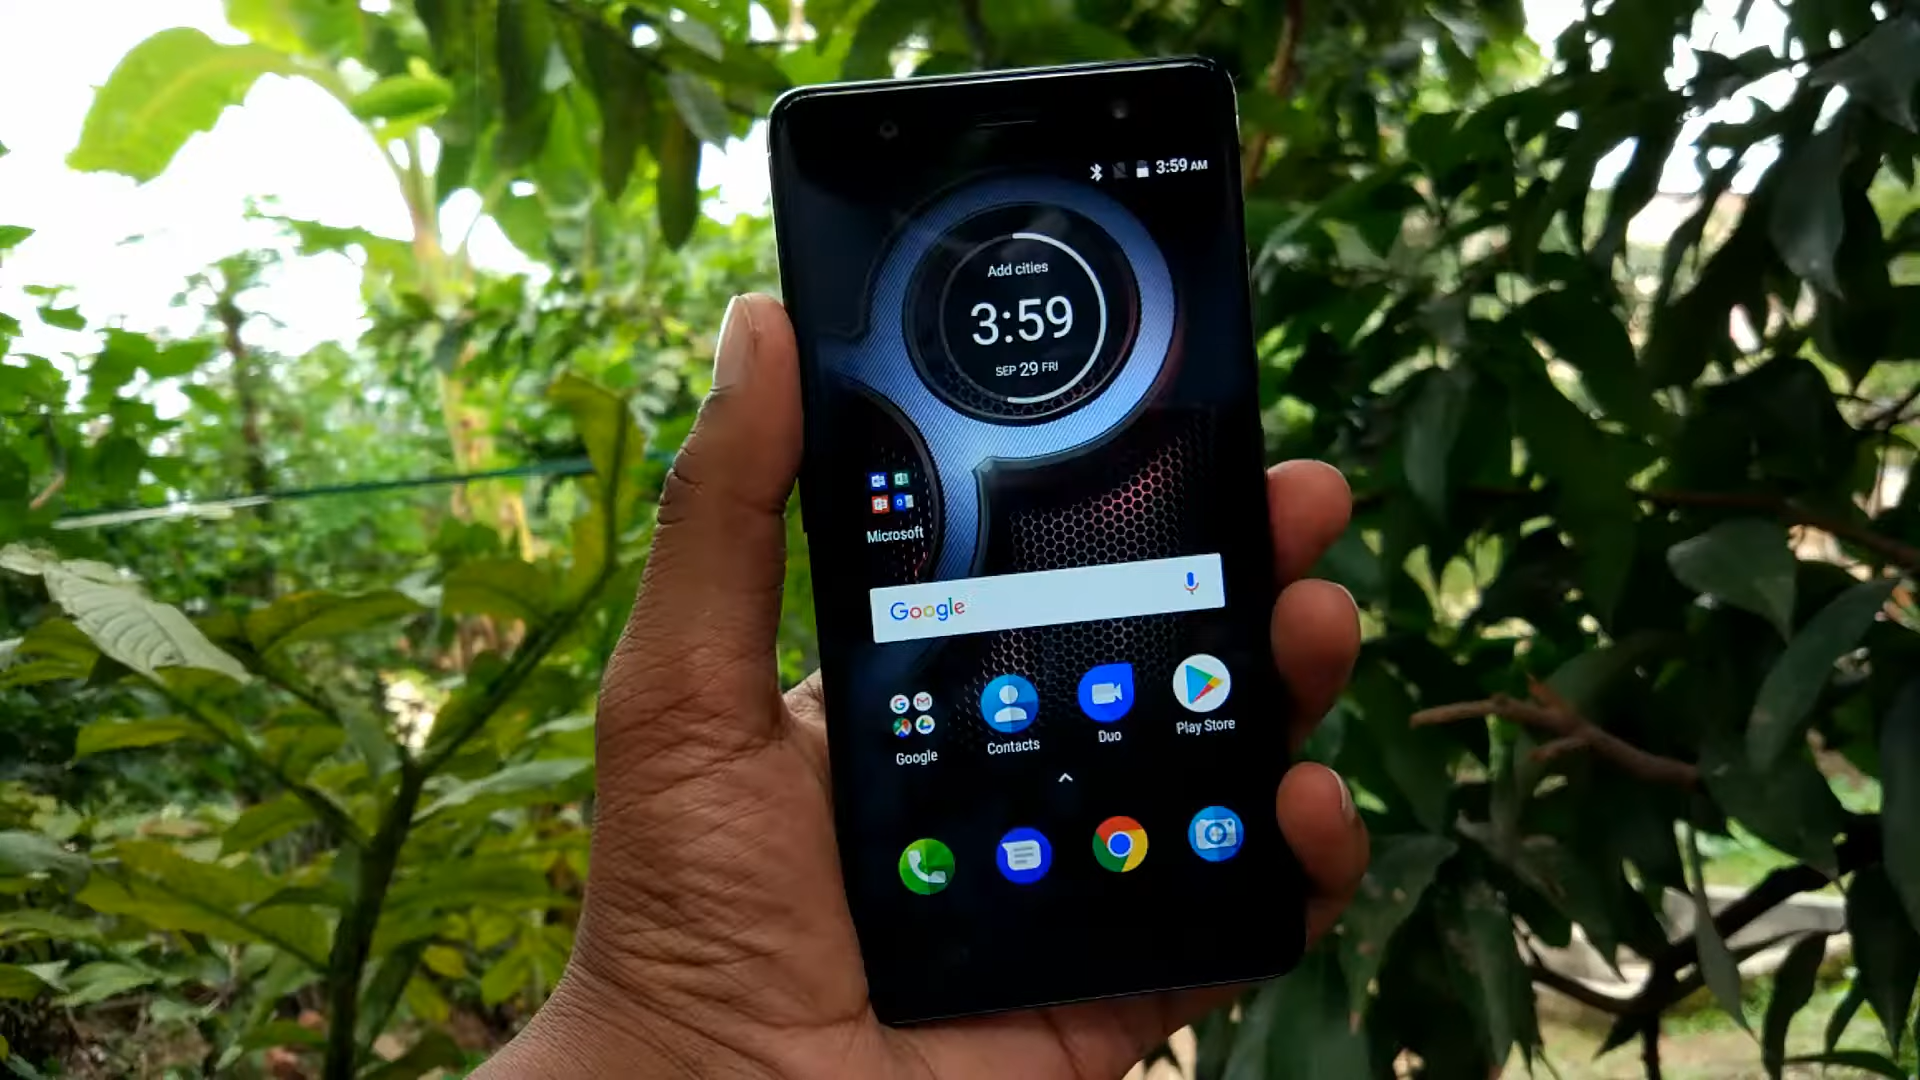 3:59 AM
Add cities
3:59
SEP 29 FRI
Microsoft
Google
Google
Contacts
Duo
Play Store